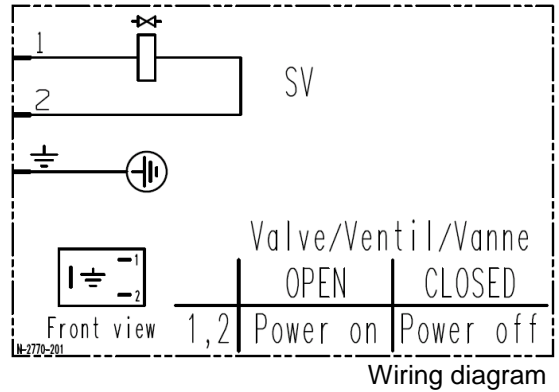 1
SV
2
Valve/Ventil/Vanne
OPEN CLOSED
1
2
Front view
1,2 Power on Power off
N-2770-201
Wiring diagram